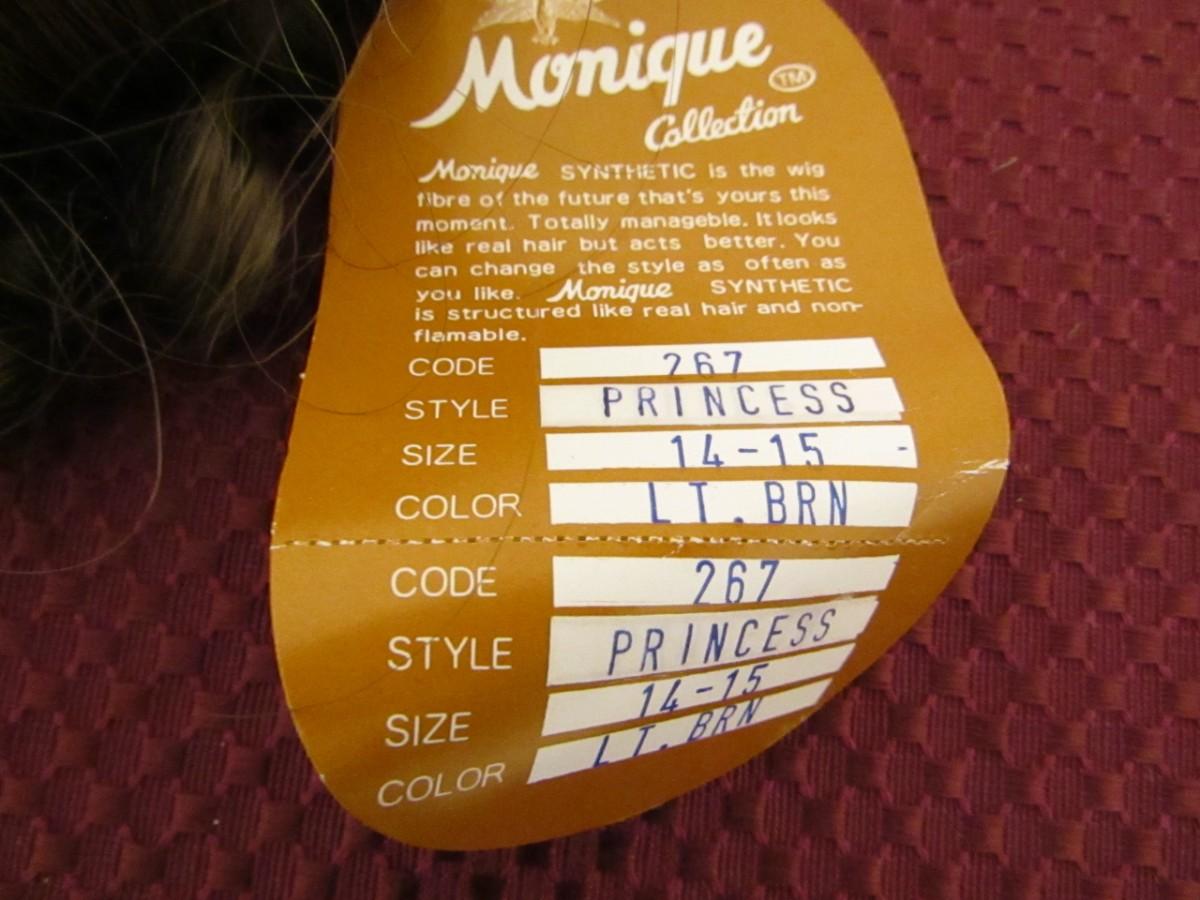 Monique
TM
Collection
Monique SYNTHETIC is the wig
fibre of the future that's yours this
moment. Totally manageble. It looks
like real hair but acts better. You
can change the style as often as
you like. Monique SYNTHETIC
is structured like real hair and non-
flamable.
CODE 267
STYLE PRINCESS
SIZE 14-15 -
COLOR LT. BRN
CODE 267
STYLE PRINCESS
SIZE 14-15
COLOR LT. BRN